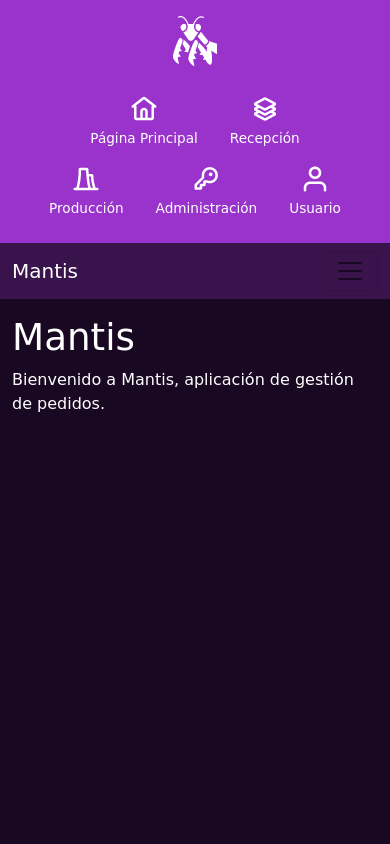 Página Principal
Recepción
Producción
Administración
Usuario
Mantis
Mantis
Bienvenido a Mantis, aplicación de gestión
de pedidos.